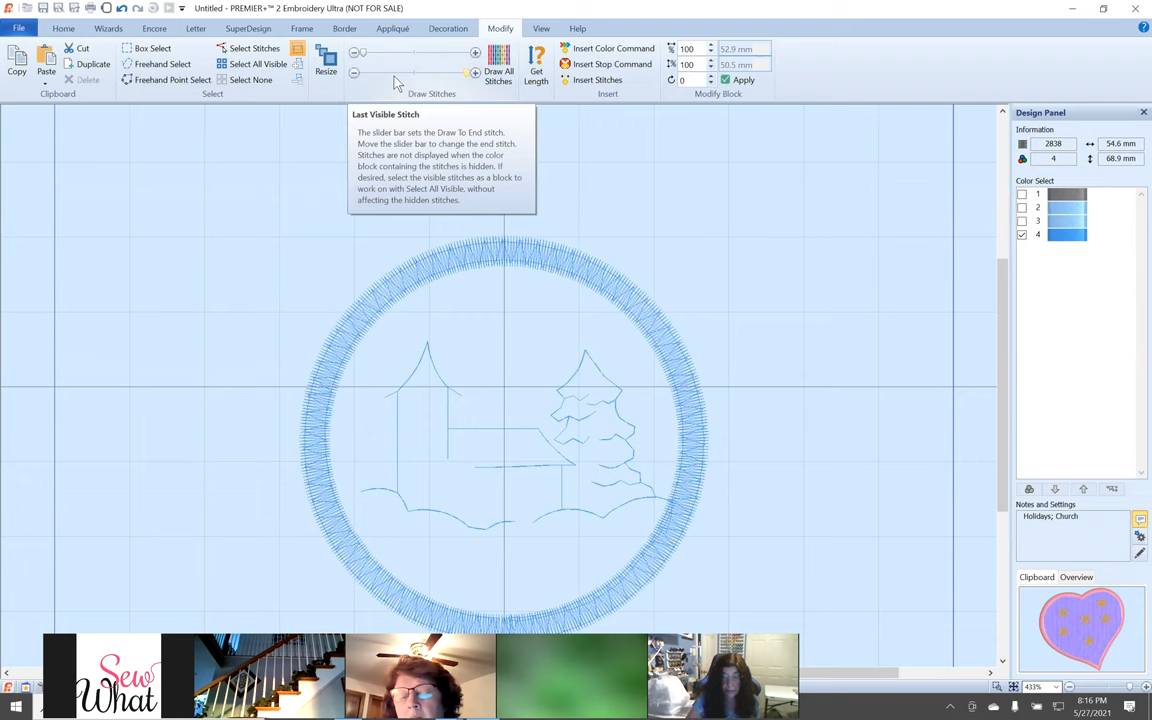 Untitled - PREMIER+™ 2 Embroidery Ultra (NOT FOR SALE)
File Home Wizards Encore Border Letter SuperDesign Frame Appliqué Decoration Modify View Help
Copy
Paste
Cut
Duplicate
Delete
Clipboard
Box Select
Freehand Select
Freehand Point Select
Select Stitches
Select All Visible
Select None
Select
Resize
Draw All Stitches
Draw Stitches
Get Length
Insert Color Command
Insert Stop Command
Insert Stitches
Insert
100 52.9 mm
100 50.5 mm
0 Apply
Modify Block
Last Visible Stitch
The slider bar sets the Draw To End stitch.
Move the slider bar to change the end stitch.
Stitches are not displayed when the color
block containing the stitches is hidden. If
desired, select the visible stitches as a block to
work on with Select All Visible, without
affecting the hidden stitches.
Design Panel
Information
2838 54.6 mm
4 68.9 mm
Color Select
1
2
3
4
Notes and Settings
Holidays; Church
Clipboard Overview
Sew
What
433%
8:16 PM
5/27/2021